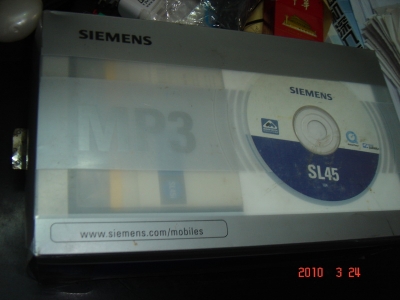 SIEMENS
SIEMENS
MP3
SL45
www.siemens.com/mobiles
2010 3 24